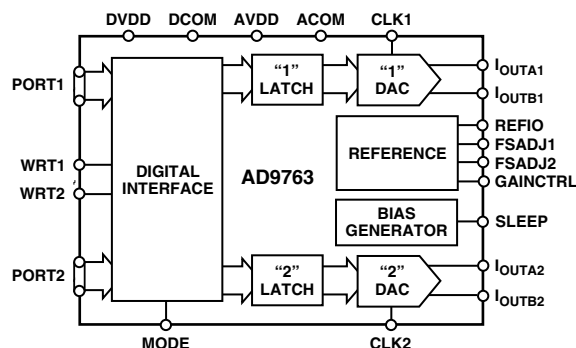 DVDD DCOM AVDD ACOM CLK1
PORT1
"1"
LATCH
"1"
DAC
IOUTA1
IOUTB1
REFIO
FSADJ1
FSADJ2
GAINCTRL
REFERENCE
WRT1
WRT2
DIGITAL
INTERFACE
AD9763
BIAS
GENERATOR
SLEEP
PORT2
"2"
LATCH
"2"
DAC
IOUTA2
IOUTB2
MODE
CLK2